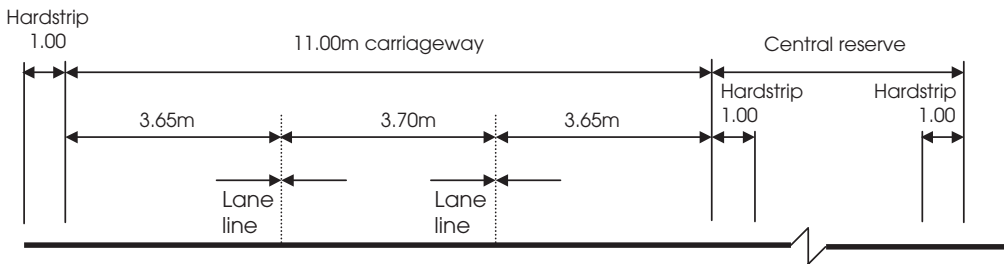 Hardstrip
1.00
11.00m carriageway
Central reserve
Hardstrip
1.00
Hardstrip
1.00
3.65m
3.70m
3.65m
Lane
line
Lane
line